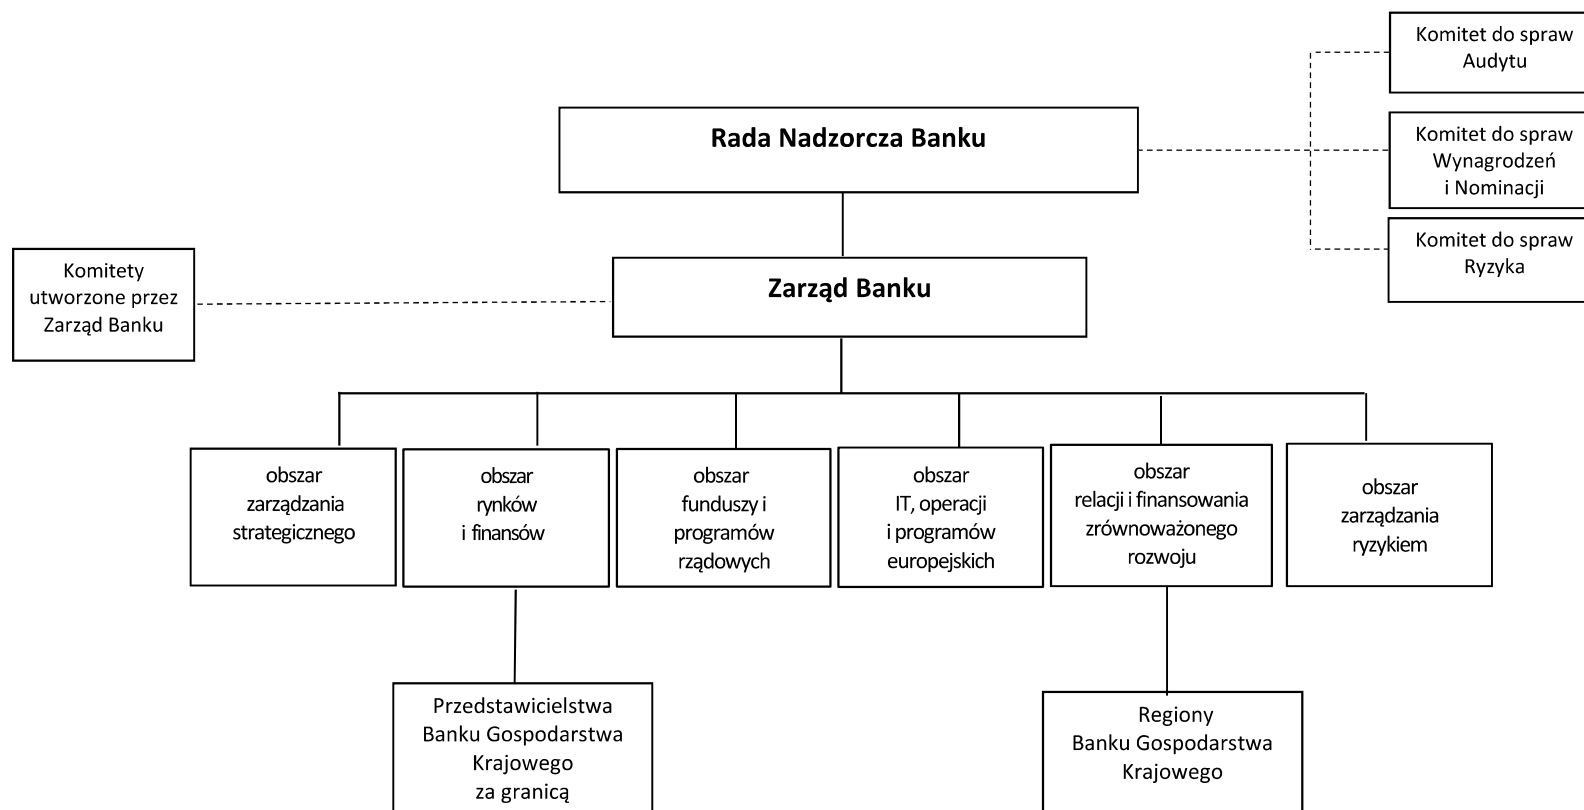 Komitet do spraw
Audytu
Rada Nadzorcza Banku
Komitet do spraw
Wynagrodzeń
i Nominacji
Komitet do spraw
Ryzyka
Komitety
utworzone przez
Zarząd Banku
Zarząd Banku
obszar
zarządzania
strategicznego
obszar
rynków
i finansów
obszar
funduszy i
programów
rządowych
obszar
IT, operacji
i programów
europejskich
obszar
relacji i finansowania
zrównoważonego
rozwoju
obszar
zarządzania
ryzykiem
Przedstawicielstwa
Banku Gospodarstwa
Krajowego
za granicą
Regiony
Banku Gospodarstwa
Krajowego